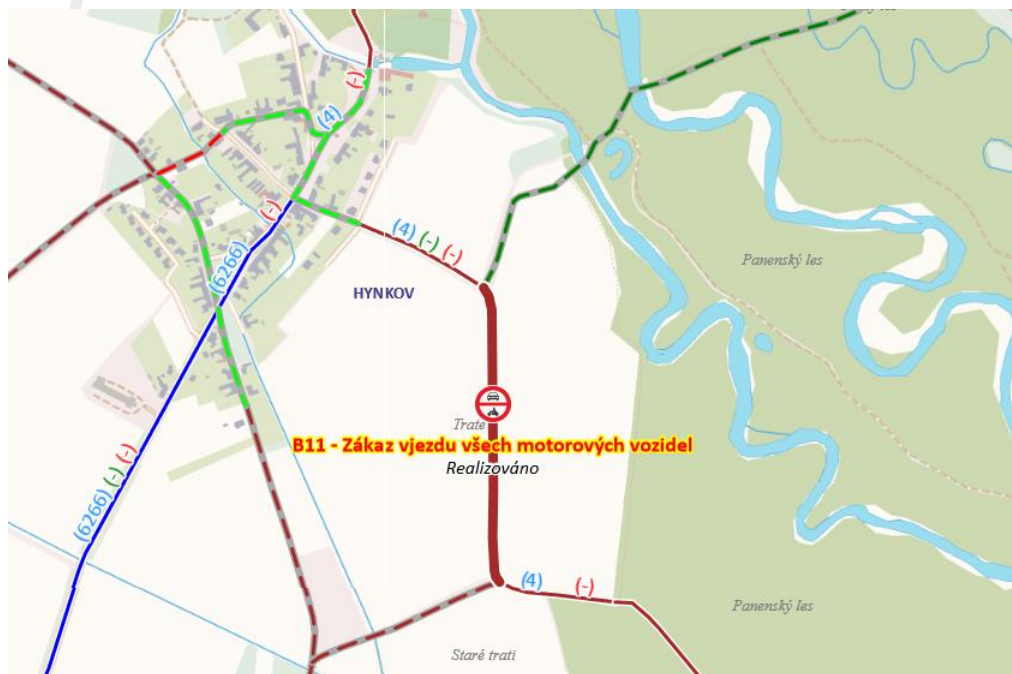 (-)
(4)
(-)
(6266)
(4) (-) (-)
Panenský les
HYNKOV
Tratě
B11 - Zákaz vjezdu všech motorových vozidel
Realizováno
(6266) (-) (-)
(4) (-)
Panenský les
Staré trati